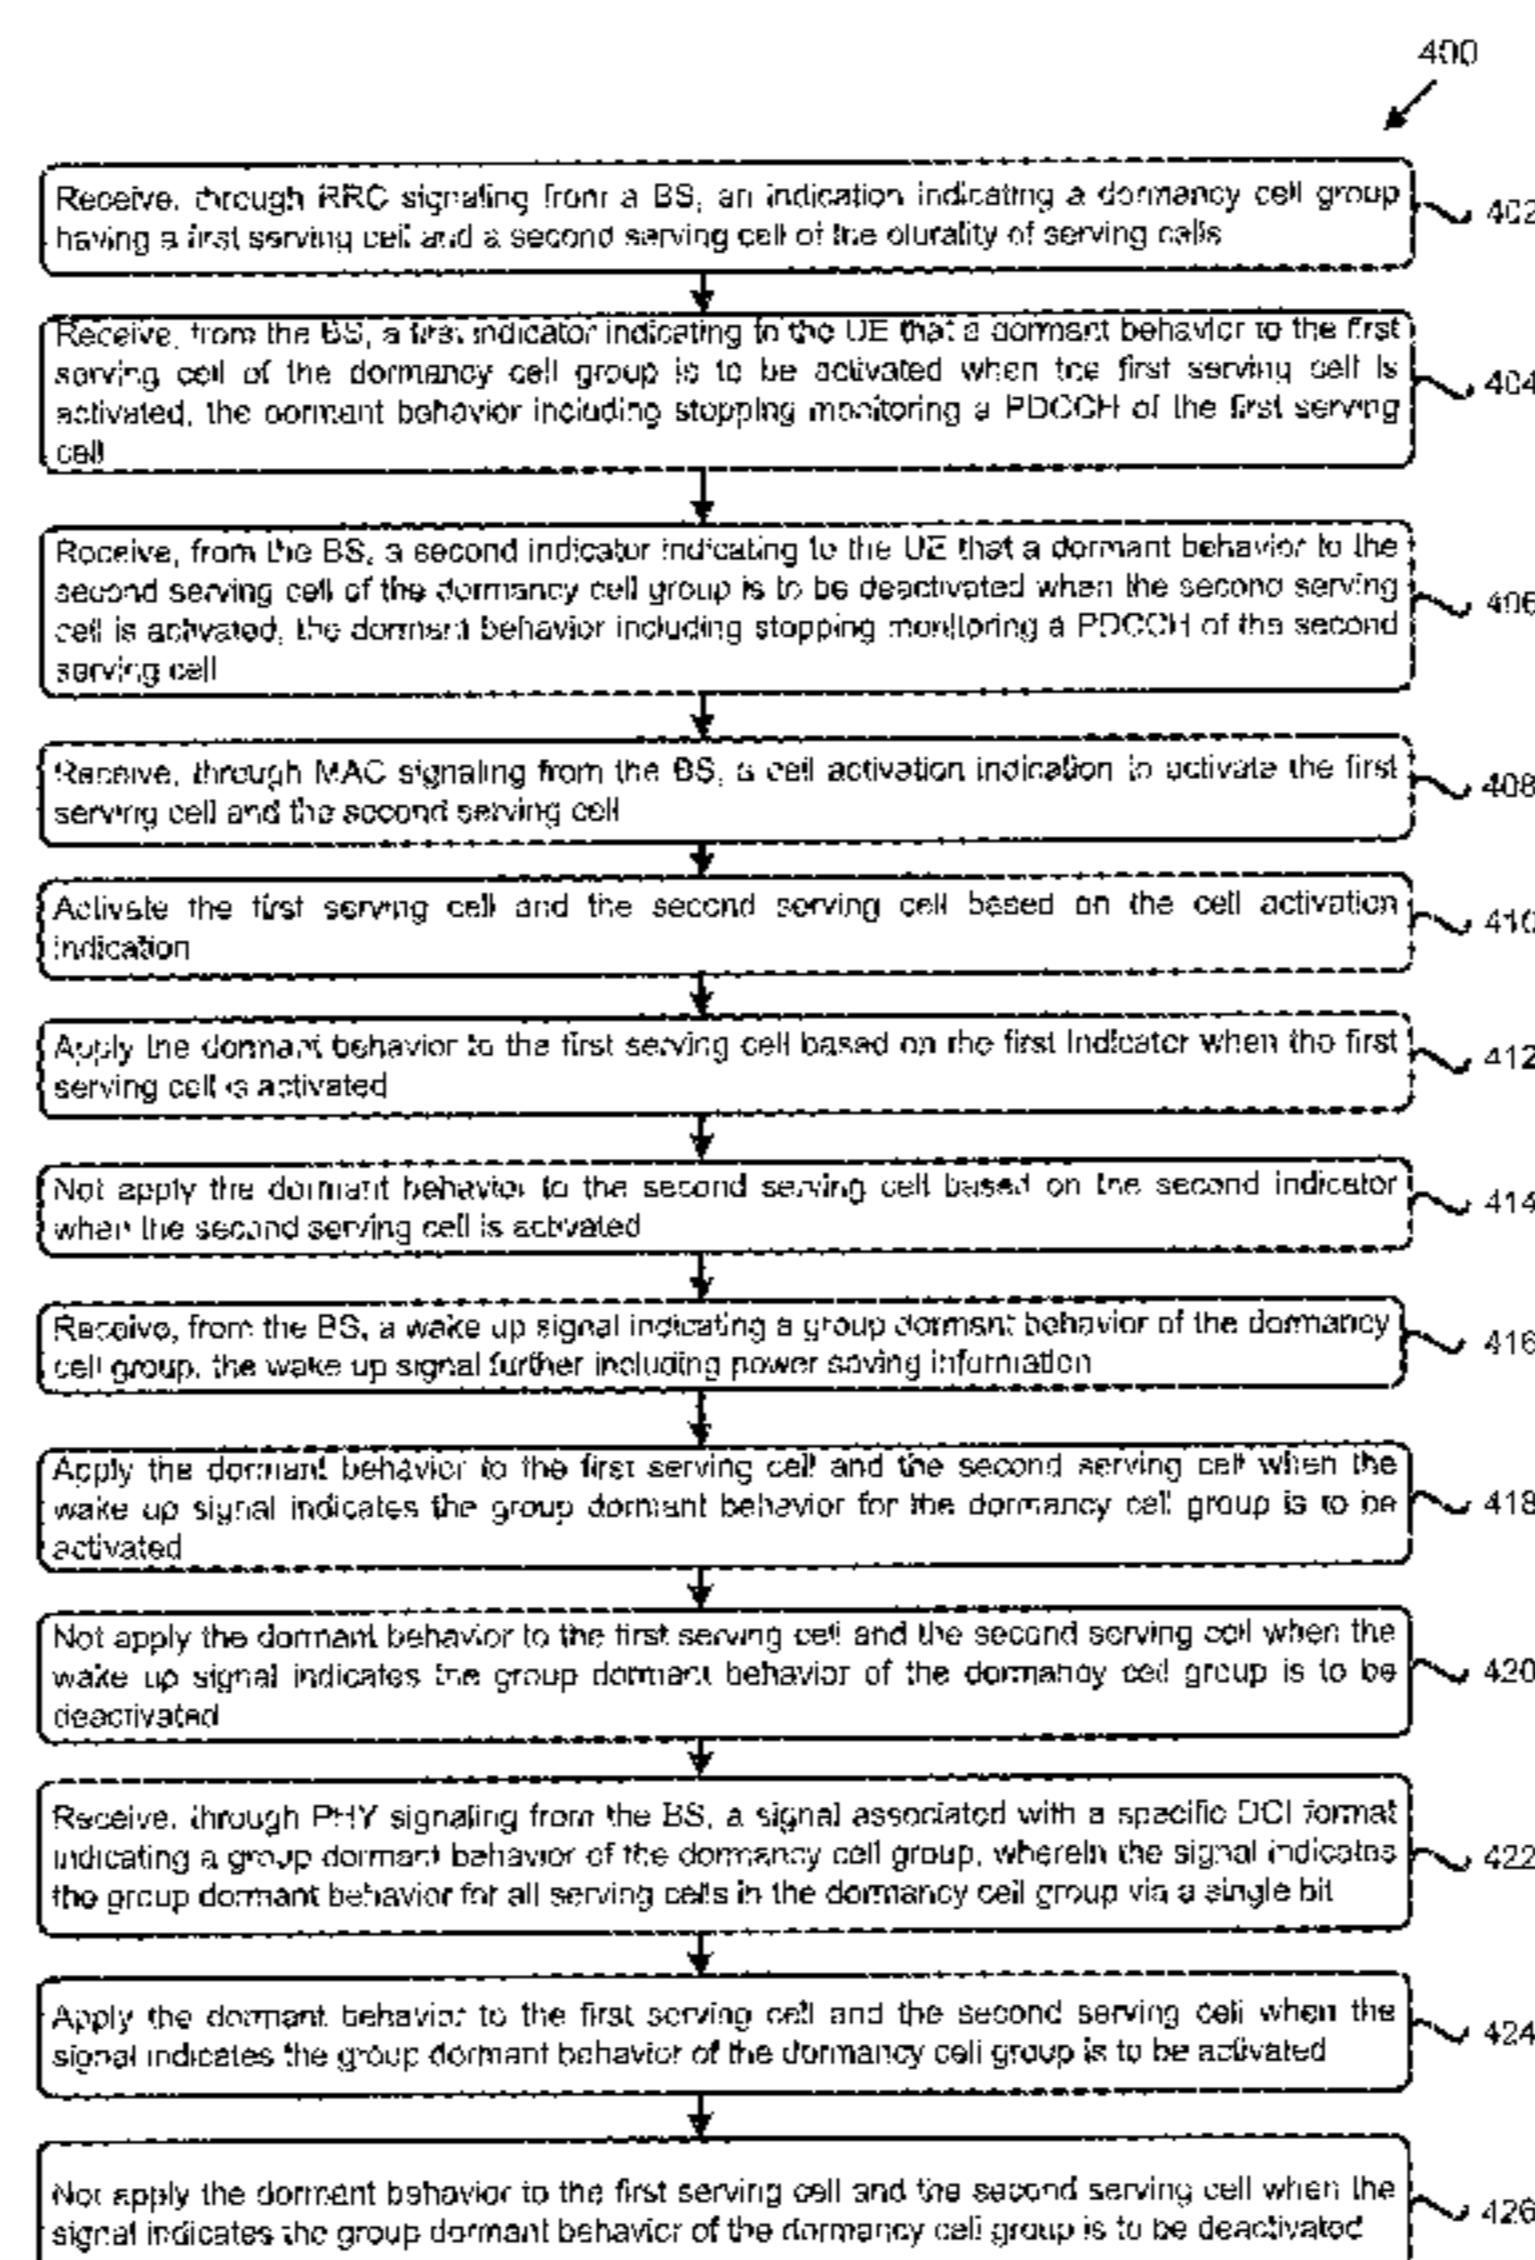 400
Receive, through RRC signaling from a BS, an indication indicating a dormancy cell group
having a first serving cell and a second serving cell of the plurality of serving cells
402
Receive, from the BS, a first indicator indicating to the UE that a dormant behavior to the first
serving cell of the dormancy cell group is to be activated when the first serving cell is
activated, the dormant behavior including stopping monitoring a PDCCH of the first serving
cell
404
Receive, from the BS, a second indicator indicating to the UE that a dormant behavior to the
second serving cell of the dormancy cell group is to be deactivated when the second serving
cell is activated, the dormant behavior including stopping monitoring a PDCCH of the second
serving cell
406
Receive, through MAC signaling from the BS, a cell activation indication to activate the first
serving cell and the second serving cell
408
Activate the first serving cell and the second serving cell based on the cell activation
indication
410
Apply the dormant behavior to the first serving cell based on the first indicator when the first
serving cell is activated
412
Not apply the dormant behavior to the second serving cell based on the second indicator
when the second serving cell is activated
414
Receive, from the BS, a wake up signal indicating a group dormant behavior of the dormancy
cell group, the wake up signal further including power saving information
416
Apply the dormant behavior to the first serving cell and the second serving cell when the
wake up signal indicates the group dormant behavior for the dormancy cell group is to be
activated
418
Not apply the dormant behavior to the first serving cell and the second serving cell when the
wake up signal indicates the group dormant behavior of the dormancy cell group is to be
deactivated
420
Receive, through PHY signaling from the BS, a signal associated with a specific DCI format
indicating a group dormant behavior of the dormancy cell group, wherein the signal indicates
the group dormant behavior for all serving cells in the dormancy cell group via a single bit
422
Apply the dormant behavior to the first serving cell and the second serving cell when the
signal indicates the group dormant behavior of the dormancy cell group is to be activated
424
Not apply the dormant behavior to the first serving cell and the second serving cell when the
signal indicates the group dormant behavior of the dormancy cell group is to be deactivated
426